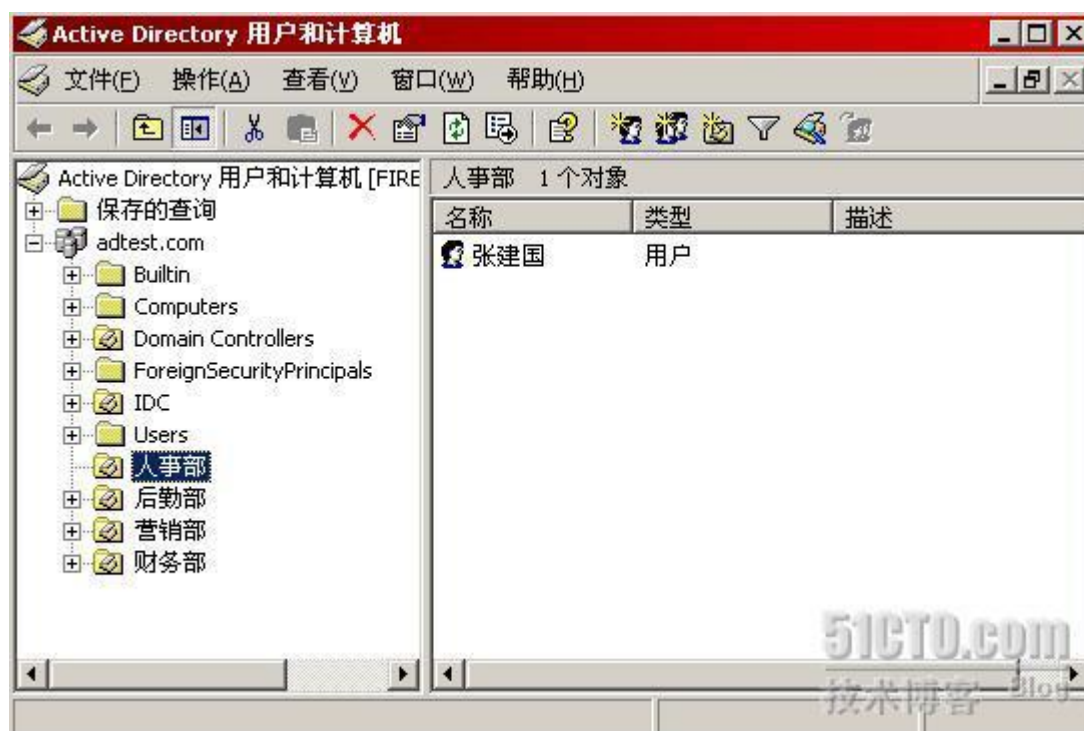 Active Directory 用户和计算机
文件(F) 操作(A) 查看(V) 窗口(W) 帮助(H)
Active Directory 用户和计算机 [FIRE
保存的查询
adtest.com
Builtin
Computers
Domain Controllers
ForeignSecurityPrincipals
IDC
Users
人事部
后勤部
营销部
财务部
人事部 1 个对象
名称 类型 描述
张建国 用户
51CTO.com
技术博客 Blog